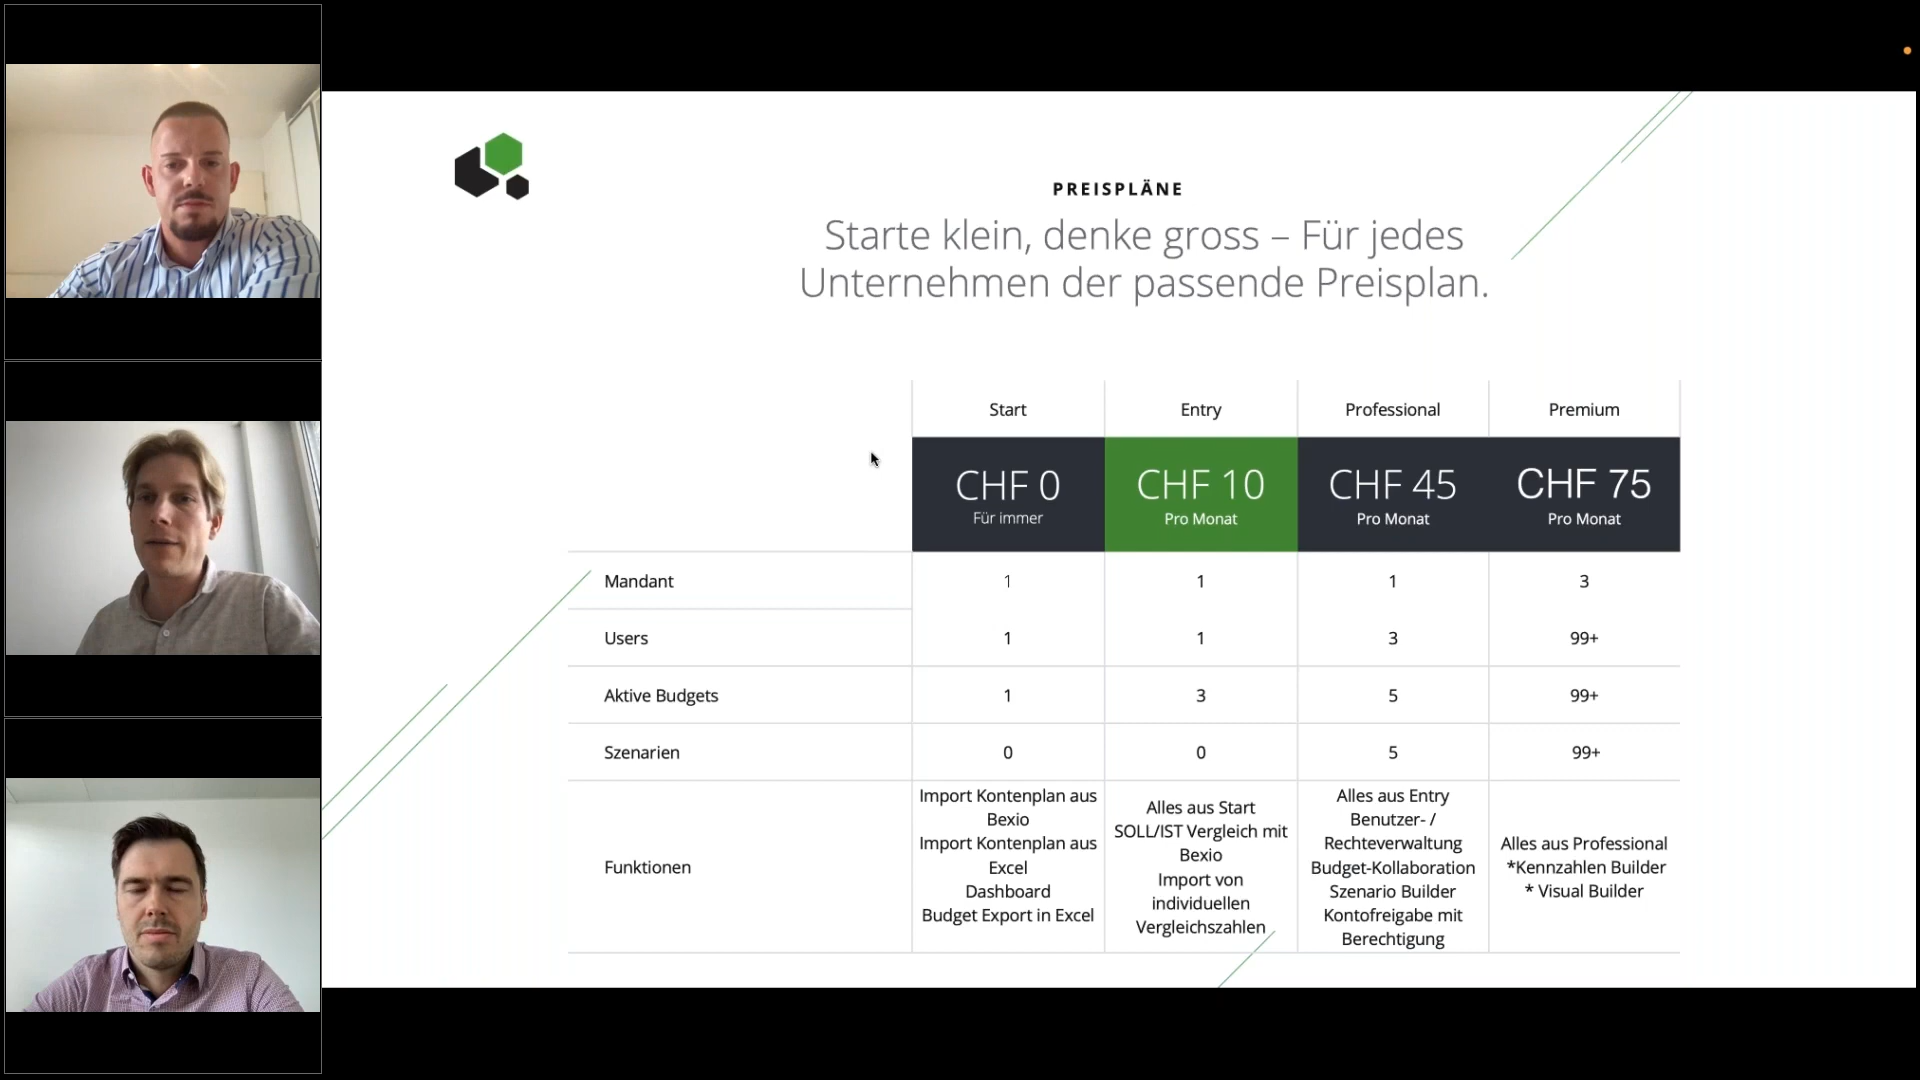 PREISPLÄNE
Starte klein, denke gross – Für jedes
Unternehmen der passende Preisplan.
Start Entry Professional Premium
CHF 0 CHF 10 CHF 45 CHF 75
Für immer Pro Monat Pro Monat Pro Monat
Mandant 1 1 1 3
Users 1 1 3 99+
Aktive Budgets 1 3 5 99+
Szenarien 0 0 5 99+
Funktionen
Import Kontenplan aus
Bexio
Import Kontenplan aus
Excel
Dashboard
Budget Export in Excel
Alles aus Start
SOLL/IST Vergleich mit
Bexio
Import von
individuellen
Vergleichszahlen
Alles aus Entry
Benutzer- /
Rechteverwaltung
Budget-Kollaboration
Szenario Builder
Kontofreigabe mit
Berechtigung
Alles aus Professional
*Kennzahlen Builder
* Visual Builder